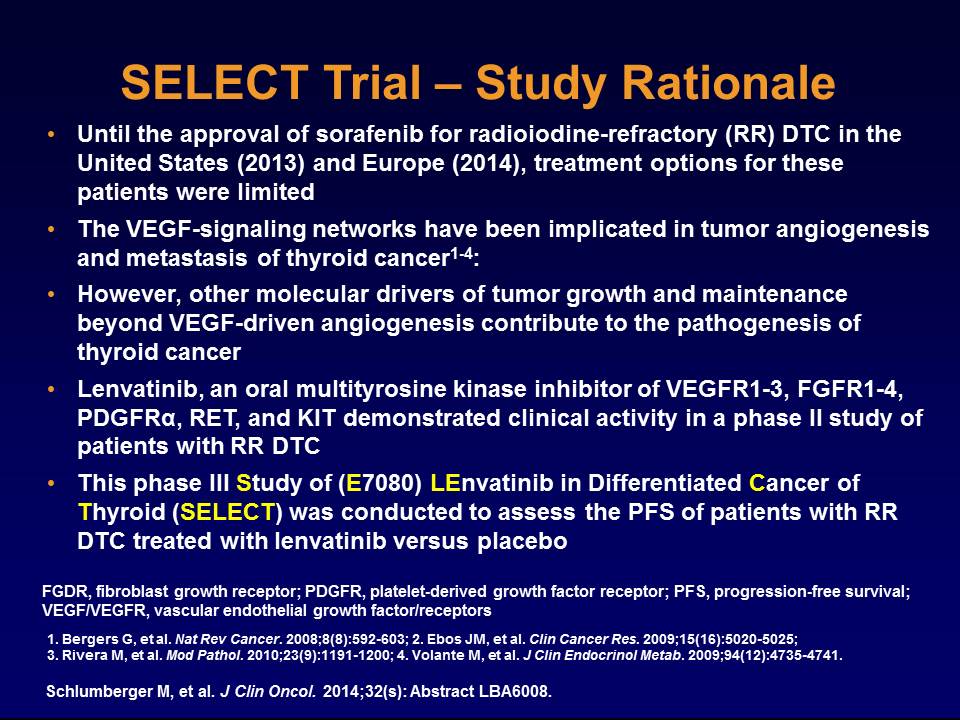 SELECT Trial – Study Rationale
• Until the approval of sorafenib for radioiodine-refractory (RR) DTC in the
United States (2013) and Europe (2014), treatment options for these
patients were limited
• The VEGF-signaling networks have been implicated in tumor angiogenesis
and metastasis of thyroid cancer1-4:
• However, other molecular drivers of tumor growth and maintenance
beyond VEGF-driven angiogenesis contribute to the pathogenesis of
thyroid cancer
• Lenvatinib, an oral multityrosine kinase inhibitor of VEGFR1-3, FGFR1-4,
PDGFRα, RET, and KIT demonstrated clinical activity in a phase II study of
patients with RR DTC
• This phase III Study of (E7080) LEnvatinib in Differentiated Cancer of
Thyroid (SELECT) was conducted to assess the PFS of patients with RR
DTC treated with lenvatinib versus placebo
FGDR, fibroblast growth receptor; PDGFR, platelet-derived growth factor receptor; PFS, progression-free survival;
VEGF/VEGFR, vascular endothelial growth factor/receptors
1. Bergers G, et al. Nat Rev Cancer. 2008;8(8):592-603; 2. Ebos JM, et al. Clin Cancer Res. 2009;15(16):5020-5025;
3. Rivera M, et al. Mod Pathol. 2010;23(9):1191-1200; 4. Volante M, et al. J Clin Endocrinol Metab. 2009;94(12):4735-4741.
Schlumberger M, et al. J Clin Oncol. 2014;32(s): Abstract LBA6008.